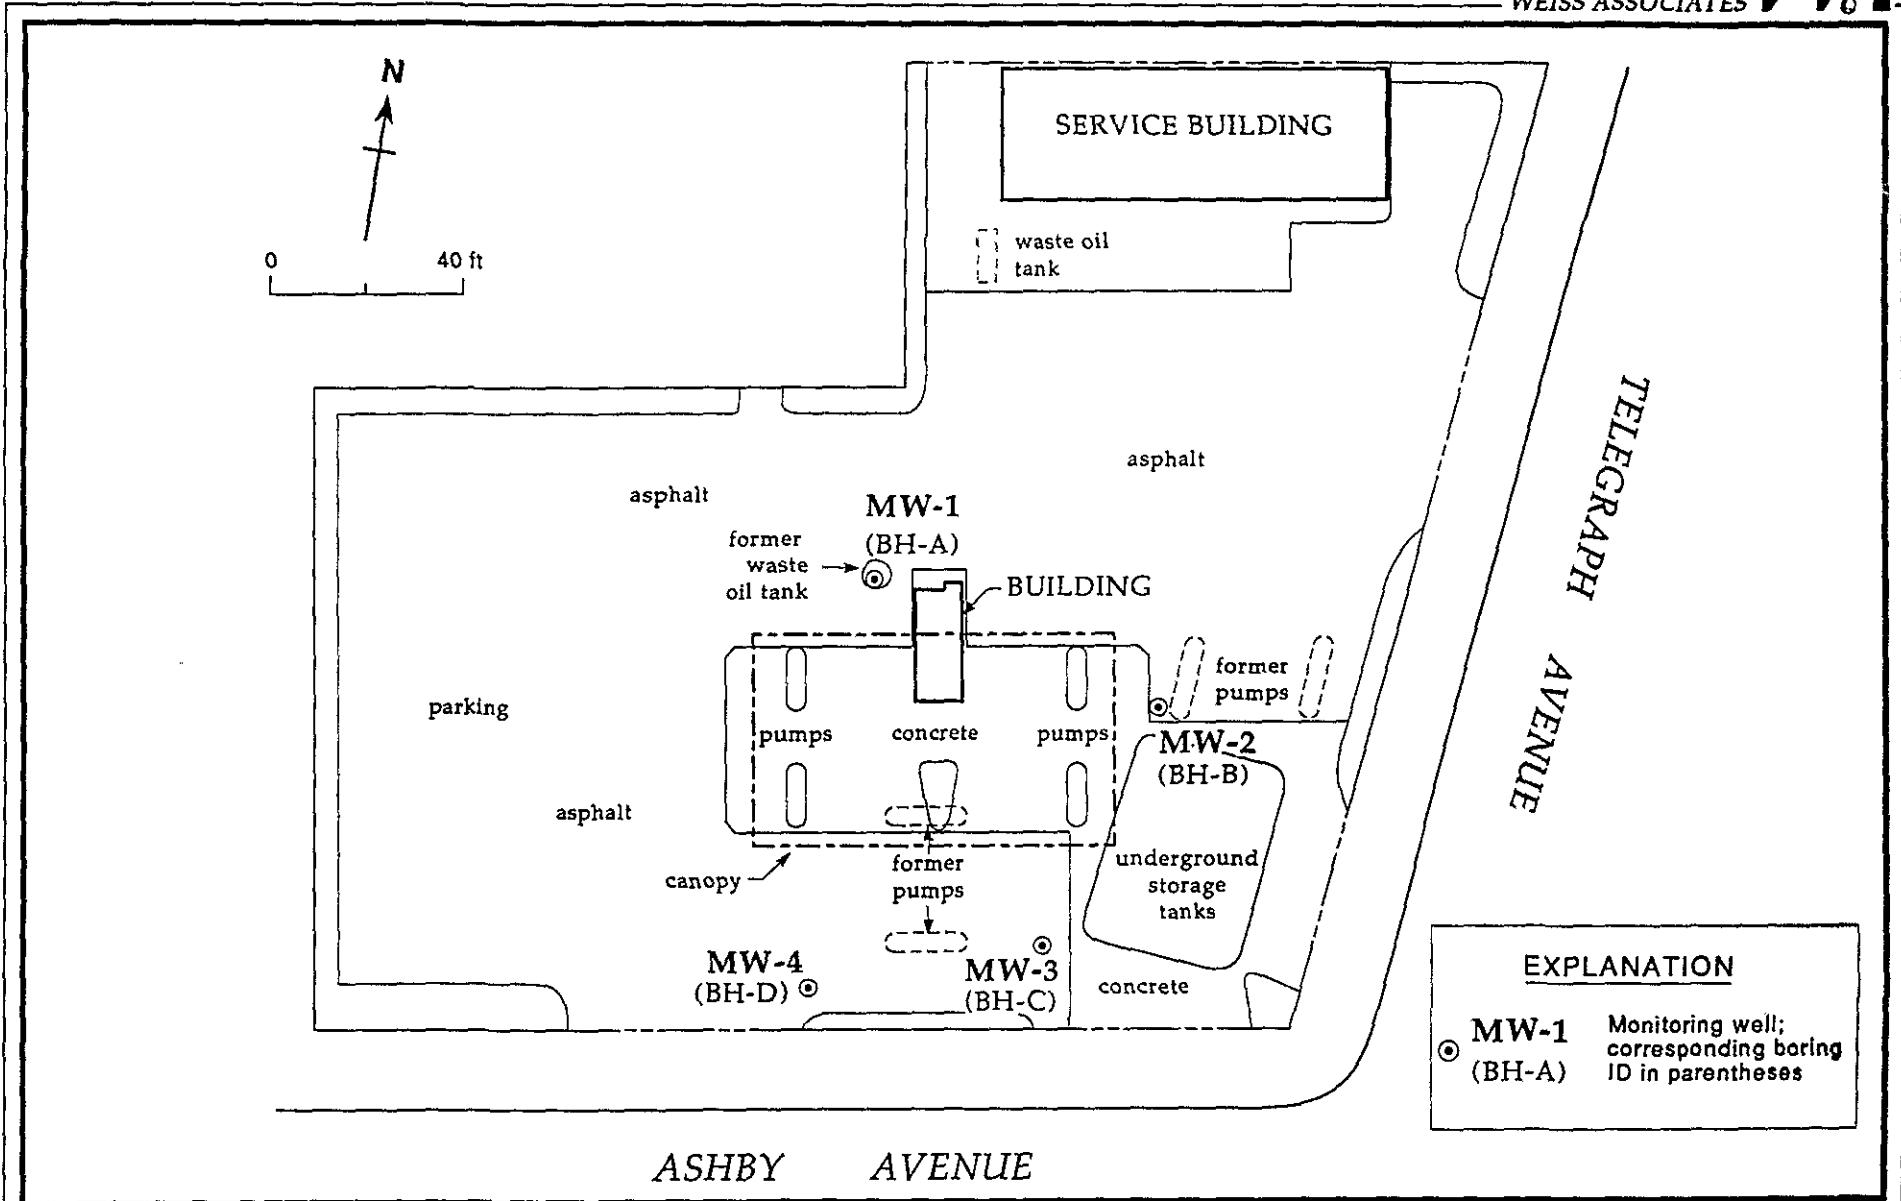 WEISS ASSOCIATES
N
0 40 ft
SERVICE BUILDING
waste oil
tank
asphalt
asphalt
MW-1
(BH-A)
former
waste
oil tank
BUILDING
TELEGRAPH AVENUE
former
pumps
parking
pumps
concrete
pumps
MW-2
(BH-B)
asphalt
canopy
former
pumps
underground
storage
tanks
MW-4
(BH-D)
MW-3
(BH-C)
concrete
EXPLANATION
MW-1
(BH-A)
Monitoring well;
corresponding boring
ID in parentheses
ASHBY AVENUE